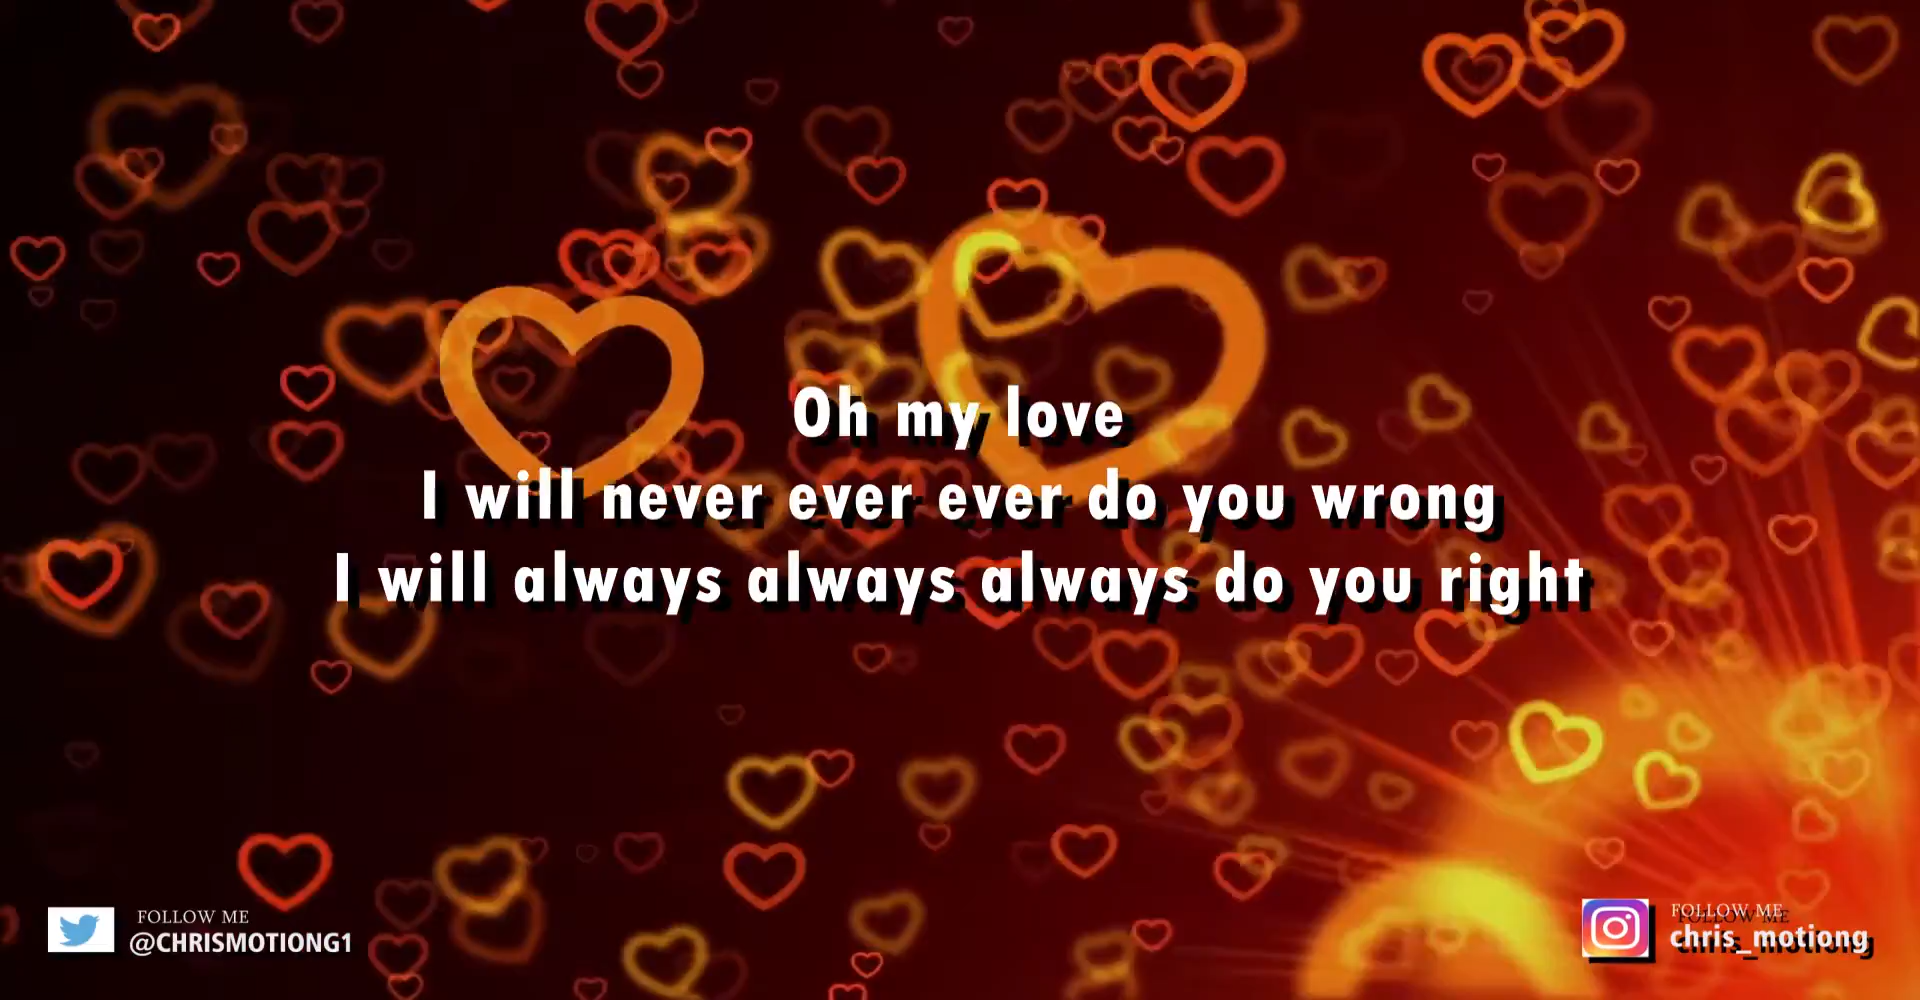 Oh my love
I will never ever ever do you wrong
I will always always always do you right
FOLLOW ME
@CHRISMOTIONG1
FOLLOW ME
chris_motiong